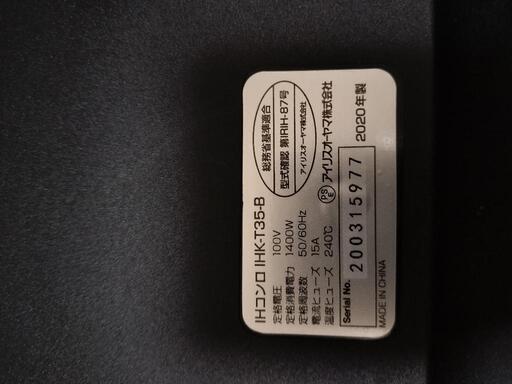 IHコンロ IHK-T35-B
定格電圧 100V
定格消費電力 1400W
定格周波数 50/60Hz
電流ヒューズ 15A
温度ヒューズ 240℃
Serial No. 200315977
MADE IN CHINA
総務省基準適合
型式確認 第IRIH-87号
アイリスオーヤマ株式会社
PSE アイリスオーヤマ株式会社
2020年製